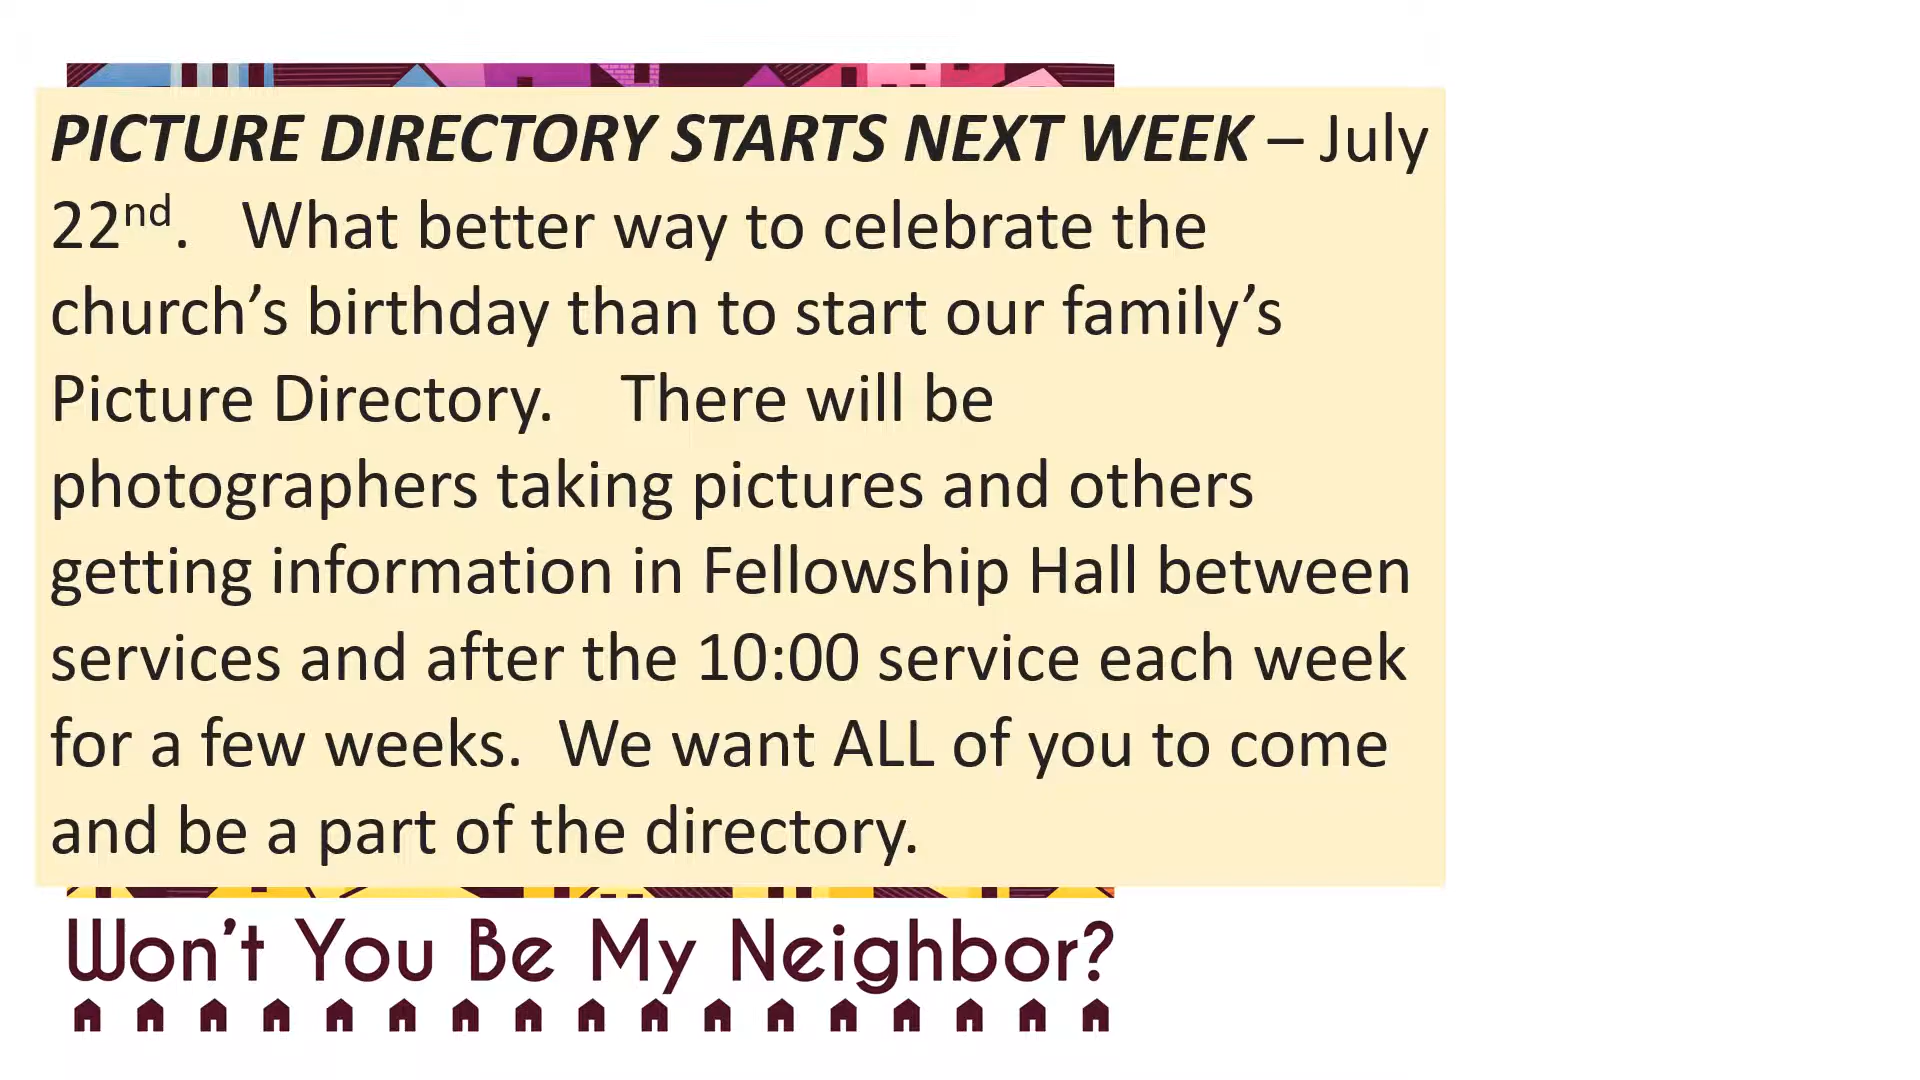 PICTURE DIRECTORY STARTS NEXT WEEK – July
22nd.   What better way to celebrate the
church’s birthday than to start our family’s
Picture Directory.    There will be
photographers taking pictures and others
getting information in Fellowship Hall between
services and after the 10:00 service each week
for a few weeks.  We want ALL of you to come
and be a part of the directory.
Won’t You Be My Neighbor?